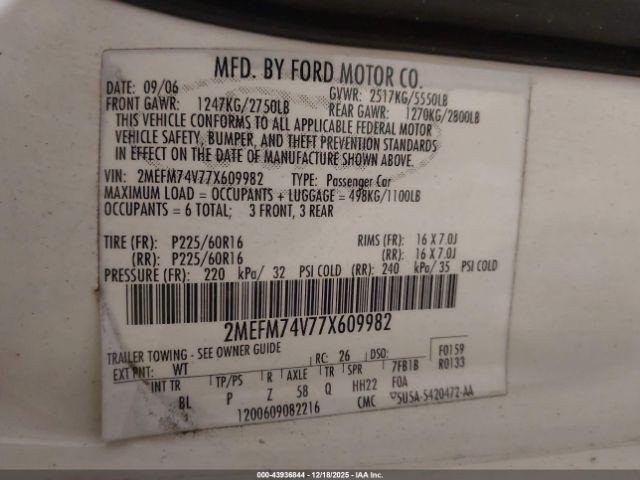 MFD. BY FORD MOTOR CO.
DATE: 09/06 GVWR: 2517KG/5550LB
FRONT GAWR: 1247KG/2750LB REAR GAWR: 1270KG/2800LB
THIS VEHICLE CONFORMS TO ALL APPLICABLE FEDERAL MOTOR
VEHICLE SAFETY, BUMPER, AND THEFT PREVENTION STANDARDS
IN EFFECT ON THE DATE OF MANUFACTURE SHOWN ABOVE.
VIN: 2MEFM74V77X609982 TYPE: Passenger Car
MAXIMUM LOAD = OCCUPANTS + LUGGAGE = 498KG/1100LB
OCCUPANTS = 6 TOTAL; 3 FRONT, 3 REAR
TIRE (FR): P225/60R16 RIMS (FR): 16 X 7.0J
(RR): P225/60R16 (RR): 16 X 7.0J
PRESSURE (FR): 220 kPa/ 32 PSI COLD (RR): 240 kPa/ 35 PSI COLD
2MEFM74V77X609982
TRAILER TOWING - SEE OWNER GUIDE RC: 26 DSO: F0159
EXT PNT: WT 7FB1B R0133
INT TR TP/PS R AXLE TR SPR
BL P Z 58 Q HH22 FOA
1200609082216 CMC 5U5A-5420472-AA
000-43936844 - 12/18/2025 - IAA Inc.